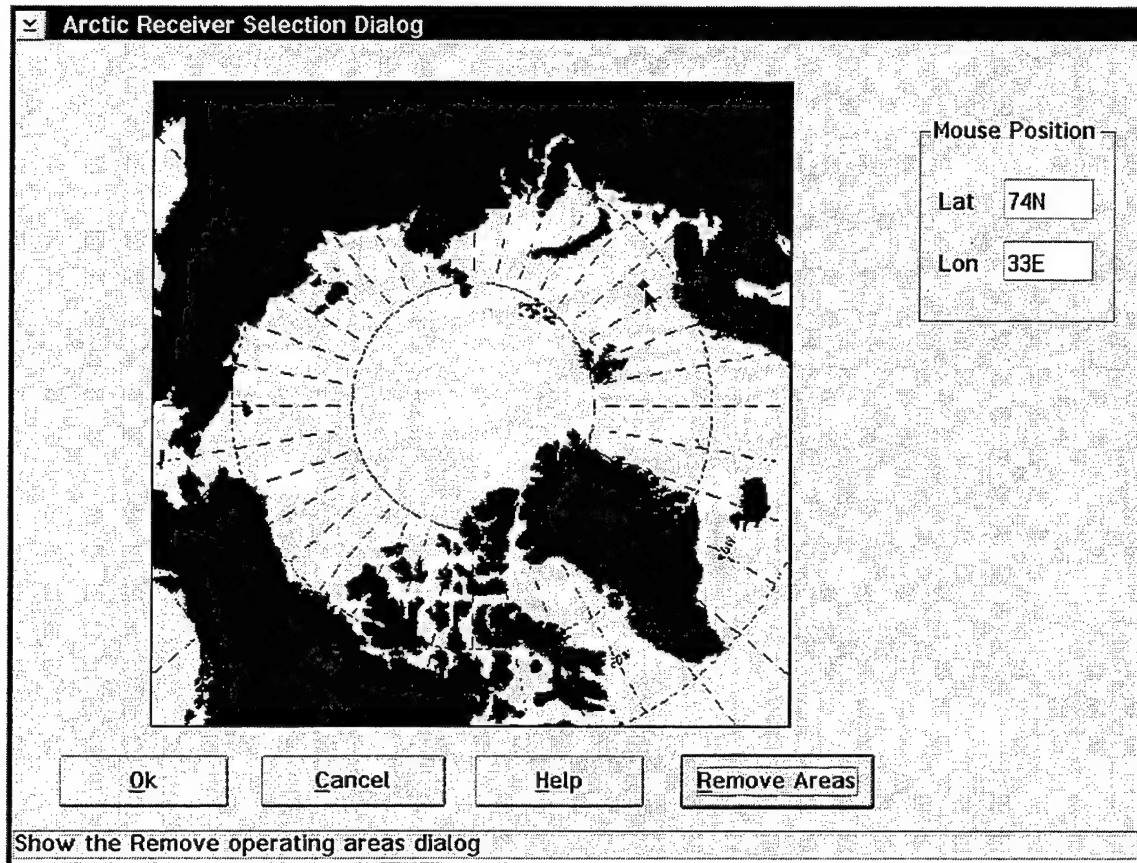 Arctic Receiver Selection Dialog
Mouse Position
Lat 74N
Lon 33E
Ok Cancel Help Remove Areas
Show the Remove operating areas dialog